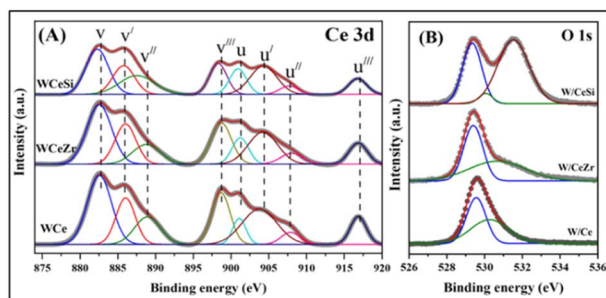 (A)
Ce 3d
v
v/
v//
v///
u
u/
u//
u///
WCeSi
WCeZr
WCe
Intensity (a.u.)
875 880 885 890 895 900 905 910 915 920
Binding energy (eV)
(B)
O 1s
W/CeSi
W/CeZr
W/Ce
Intensity (a.u.)
526 528 530 532 534 536
Binding energy (eV)